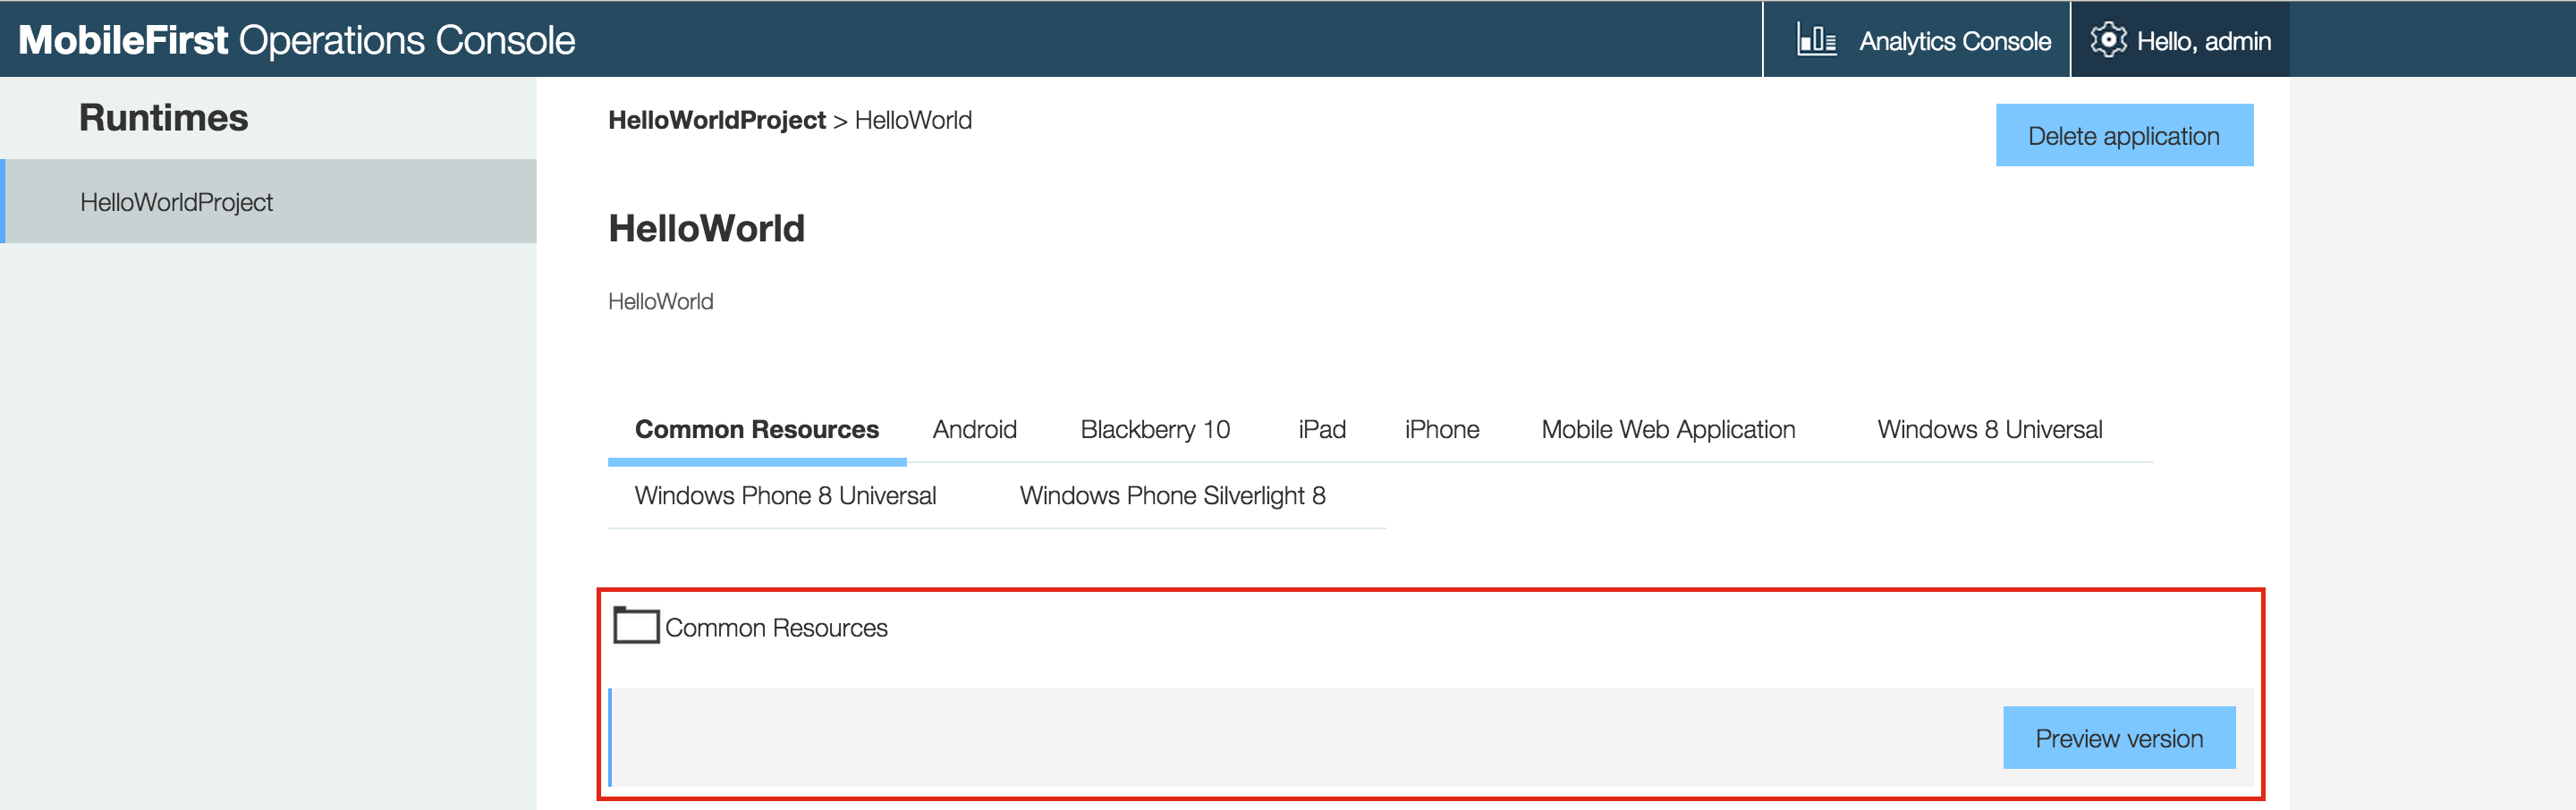 MobileFirst Operations Console
Analytics Console
Hello, admin
Runtimes
HelloWorldProject
HelloWorldProject > HelloWorld
Delete application
HelloWorld
HelloWorld
Common Resources Android Blackberry 10 iPad iPhone Mobile Web Application Windows 8 Universal
Windows Phone 8 Universal Windows Phone Silverlight 8
Common Resources
Preview version